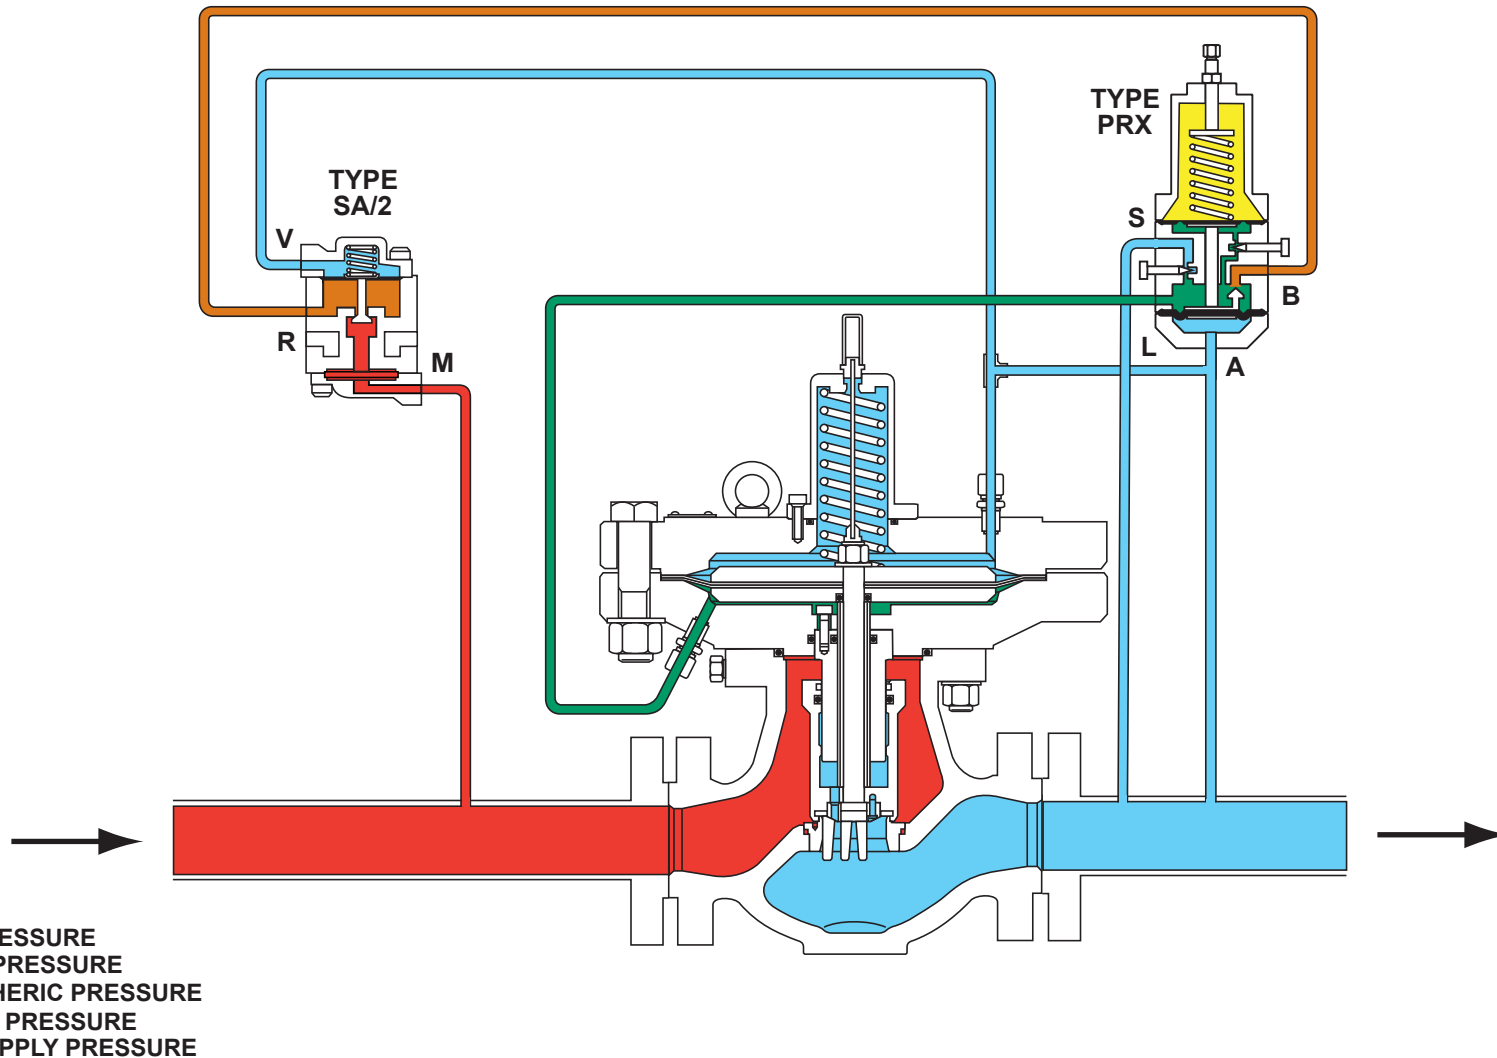 TYPE
PRX
TYPE
SA/2
S
V
B
R
L
M
A
ESSURE
PRESSURE
HERIC PRESSURE
PRESSURE
PPLY PRESSURE